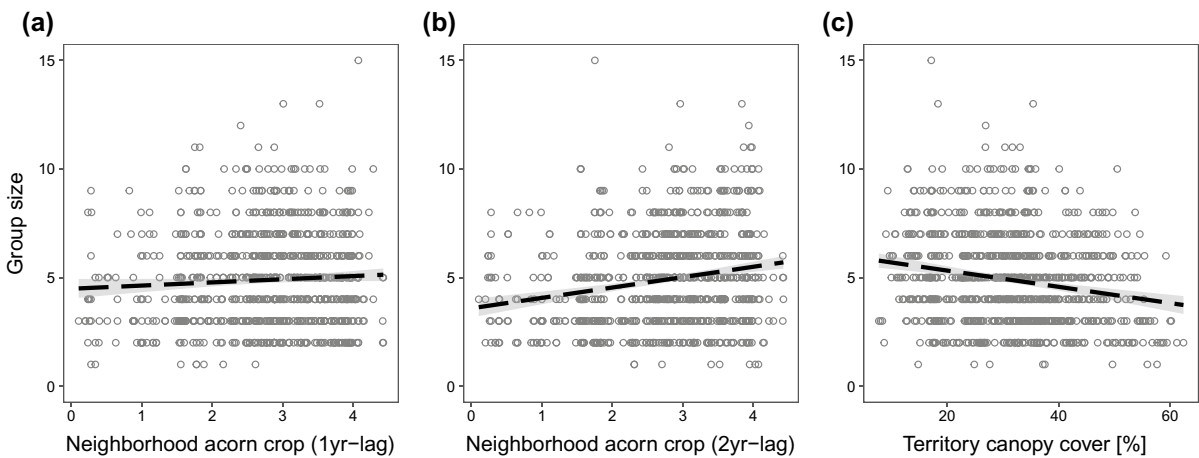 (a) (b) (c)
Group size
15 15 15
10 10 10
5 5 5
0 0 0
0 1 2 3 4 0 1 2 3 4 20 40 60
Neighborhood acorn crop (1yr−lag) Neighborhood acorn crop (2yr−lag) Territory canopy cover [%]